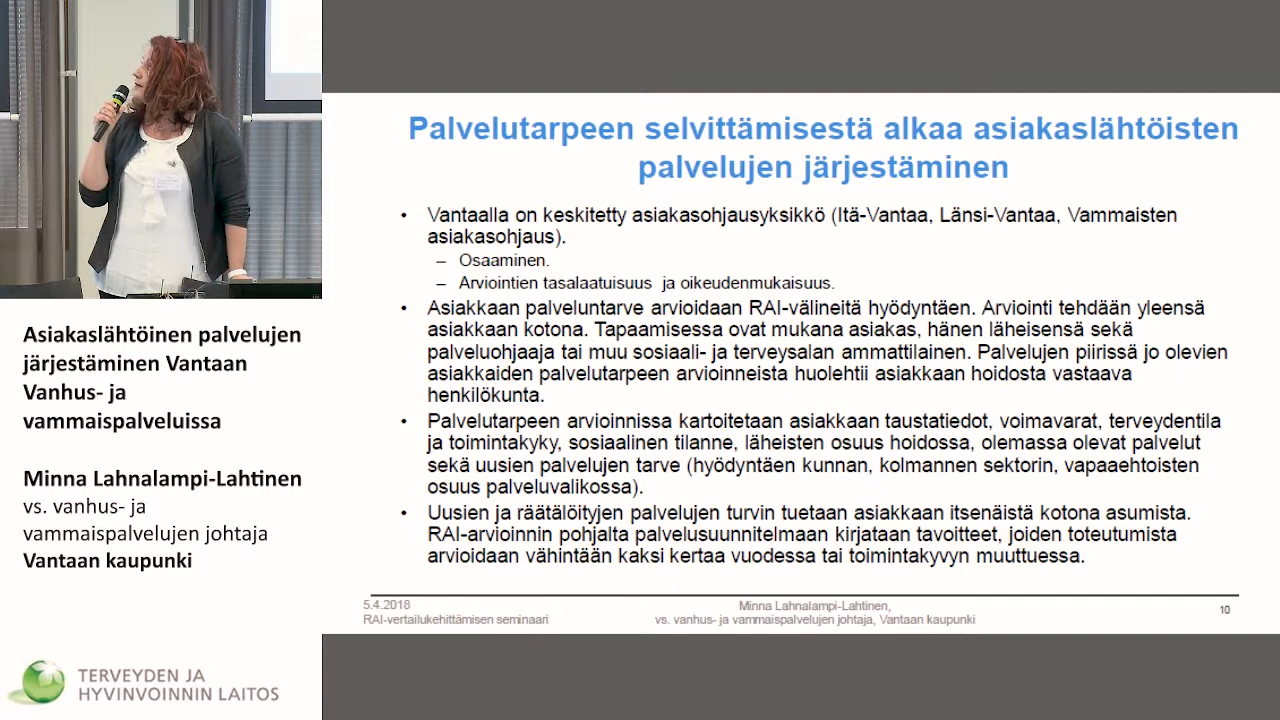 Asiakaslähtöinen palvelujen
järjestäminen Vantaan
Vanhus- ja
vammaispalveluissa
Minna Lahnalampi-Lahtinen
vs. vanhus- ja
vammaispalvelujen johtaja
Vantaan kaupunki
TERVEYDEN JA
HYVINVOINNIN LAITOS
Palvelutarpeen selvittämisestä alkaa asiakaslähtöisten
palvelujen järjestäminen
• Vantaalla on keskitetty asiakasohjausyksikkö (Itä-Vantaa, Länsi-Vantaa, Vammaisten
asiakasohjaus).
– Osaaminen.
– Arviointien tasalaatuisuus ja oikeudenmukaisuus.
• Asiakkaan palveluntarve arvioidaan RAI-välineitä hyödyntäen. Arviointi tehdään yleensä
asiakkaan kotona. Tapaamisessa ovat mukana asiakas, hänen läheisensä sekä
palveluohjaaja tai muu sosiaali- ja terveysalan ammattilainen. Palvelujen piirissä jo olevien
asiakkaiden palvelutarpeen arvioinneista huolehtii asiakkaan hoidosta vastaava
henkilökunta.
• Palvelutarpeen arvioinnissa kartoitetaan asiakkaan taustatiedot, voimavarat, terveydentila
ja toimintakyky, sosiaalinen tilanne, läheisten osuus hoidossa, olemassa olevat palvelut
sekä uusien palvelujen tarve (hyödyntäen kunnan, kolmannen sektorin, vapaaehtoisten
osuus palveluvalikossa).
• Uusien ja räätälöityjen palvelujen turvin tuetaan asiakkaan itsenäistä kotona asumista.
RAI-arvioinnin pohjalta palvelusuunnitelmaan kirjataan tavoitteet, joiden toteutumista
arvioidaan vähintään kaksi kertaa vuodessa tai toimintakyvyn muuttuessa.
5.4.2018
RAI-vertailukehittämisen seminaari
Minna Lahnalampi-Lahtinen,
vs. vanhus- ja vammaispalvelujen johtaja, Vantaan kaupunki
10